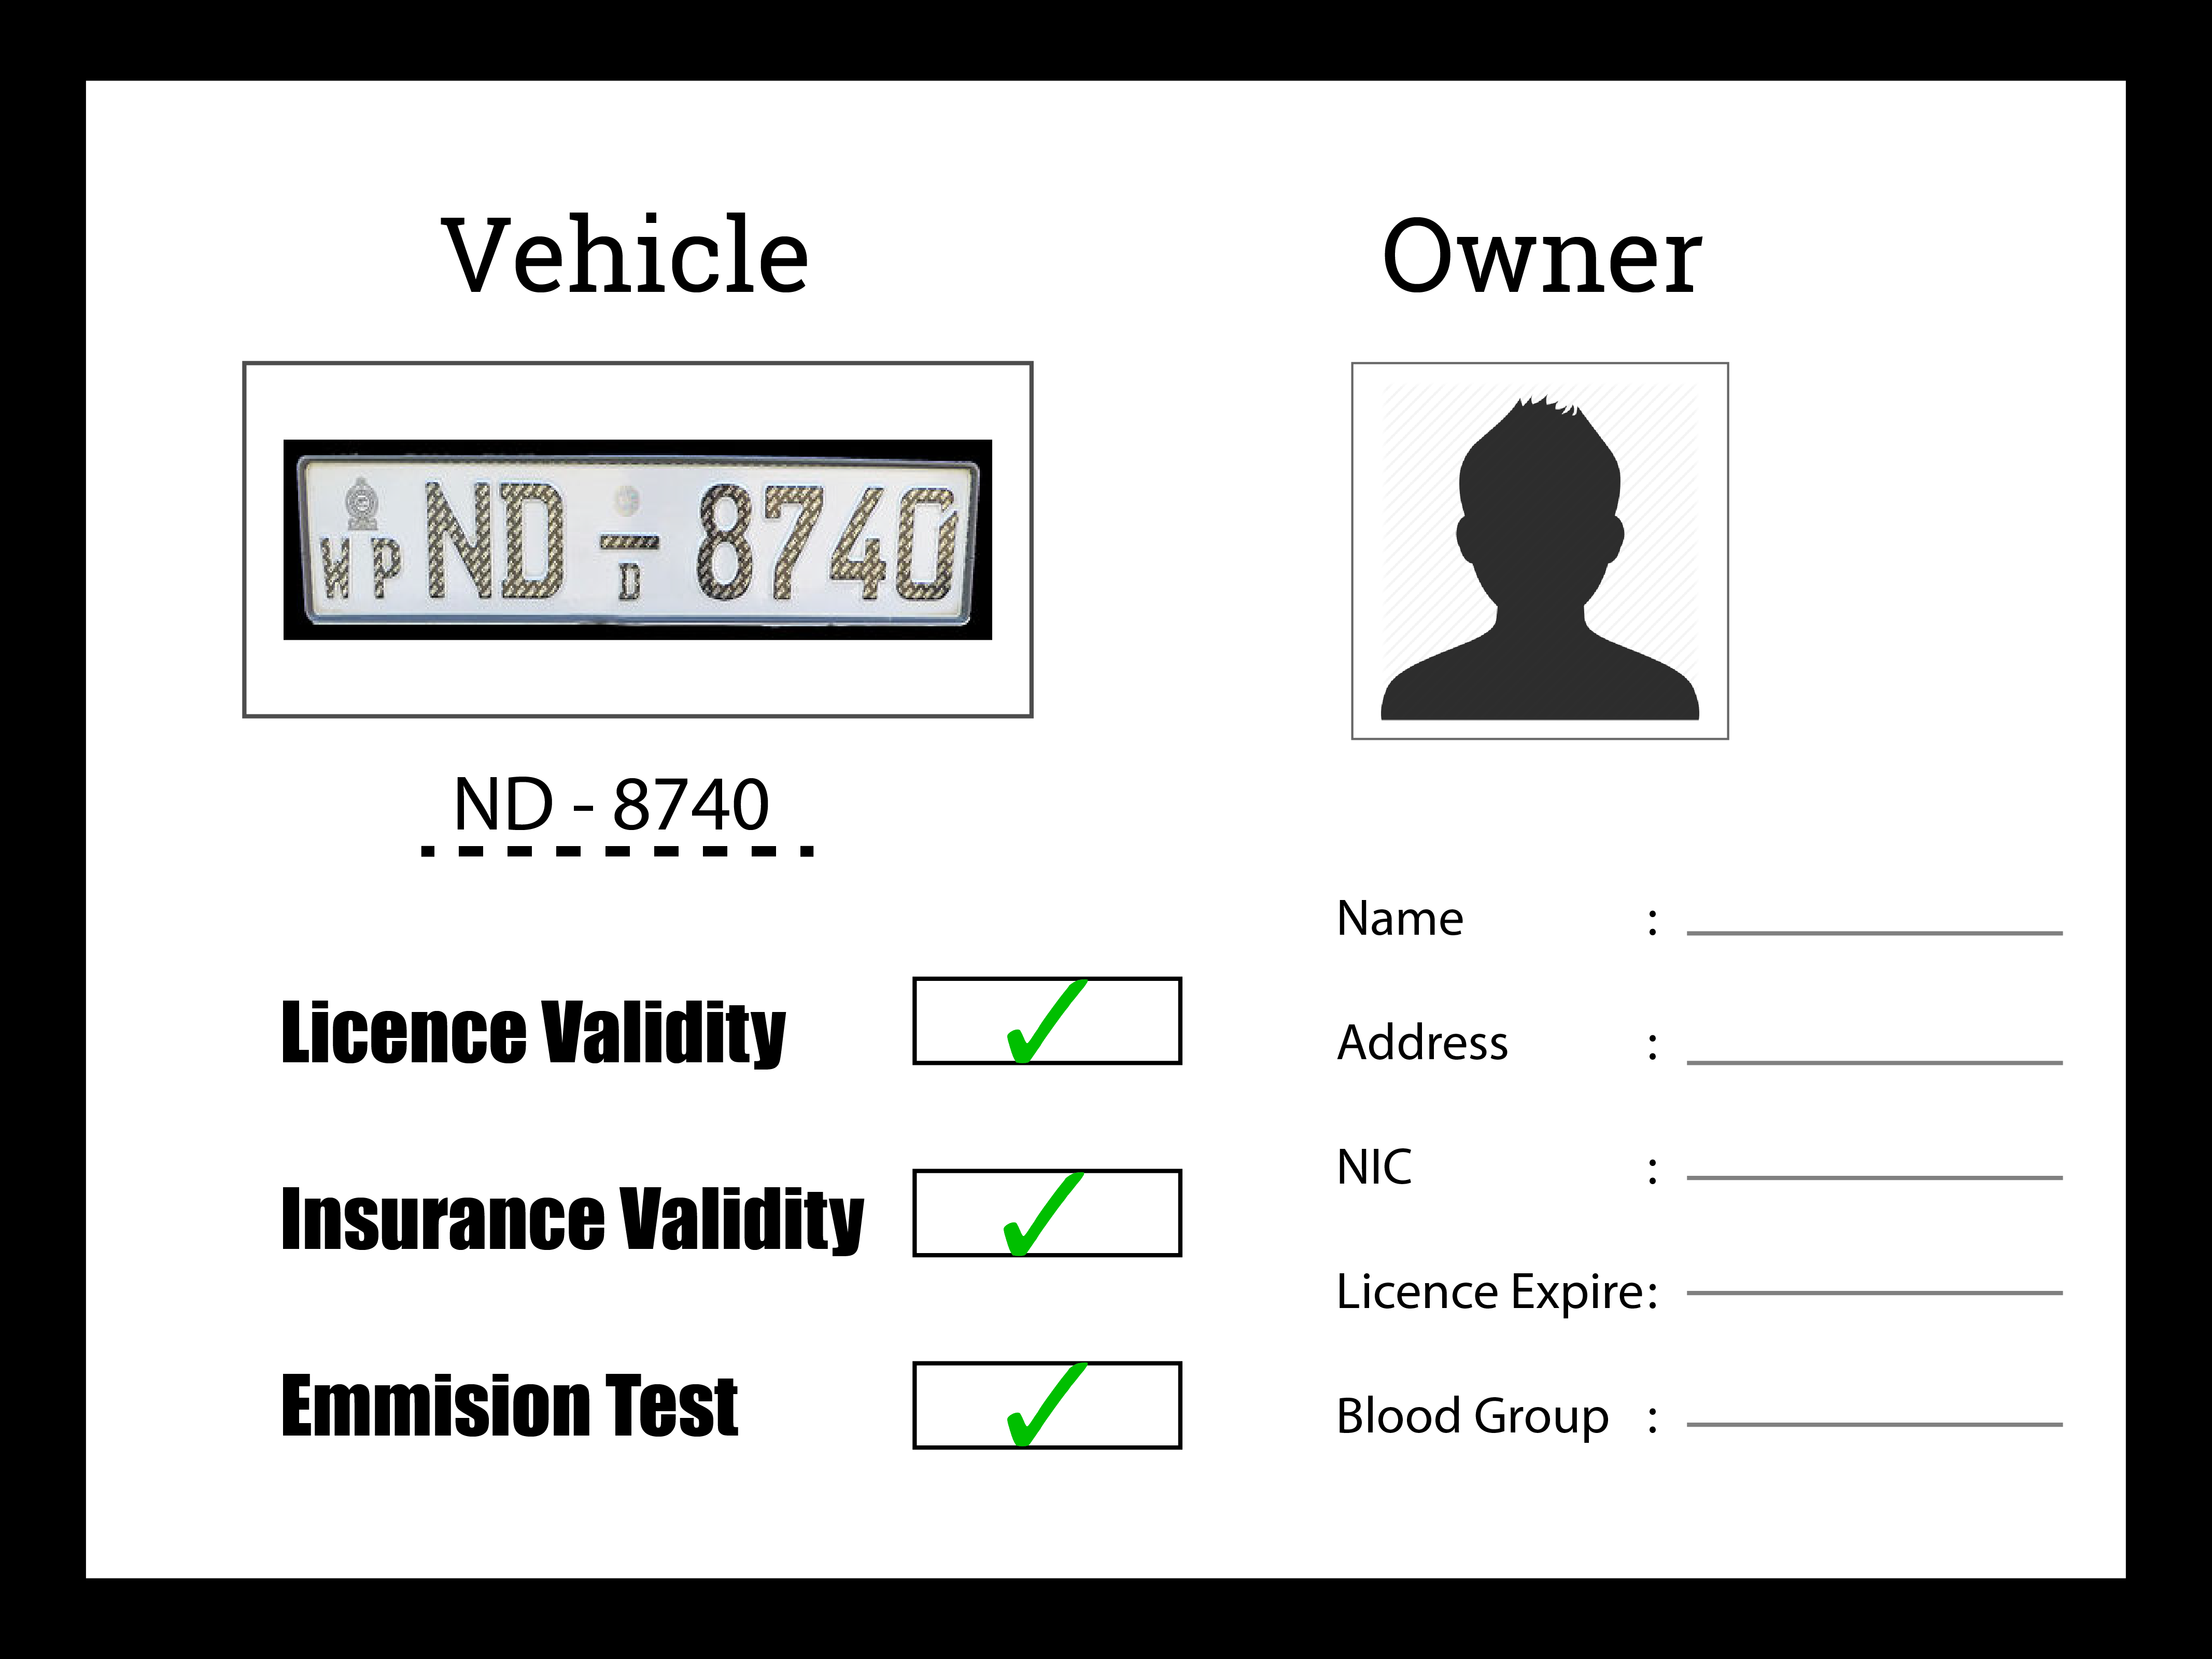 Vehicle
WP ND - 8740
D
ND - 8740
Licence Validity
Insurance Validity
Emmision Test
Owner
Name :
Address :
NIC :
Licence Expire:
Blood Group :